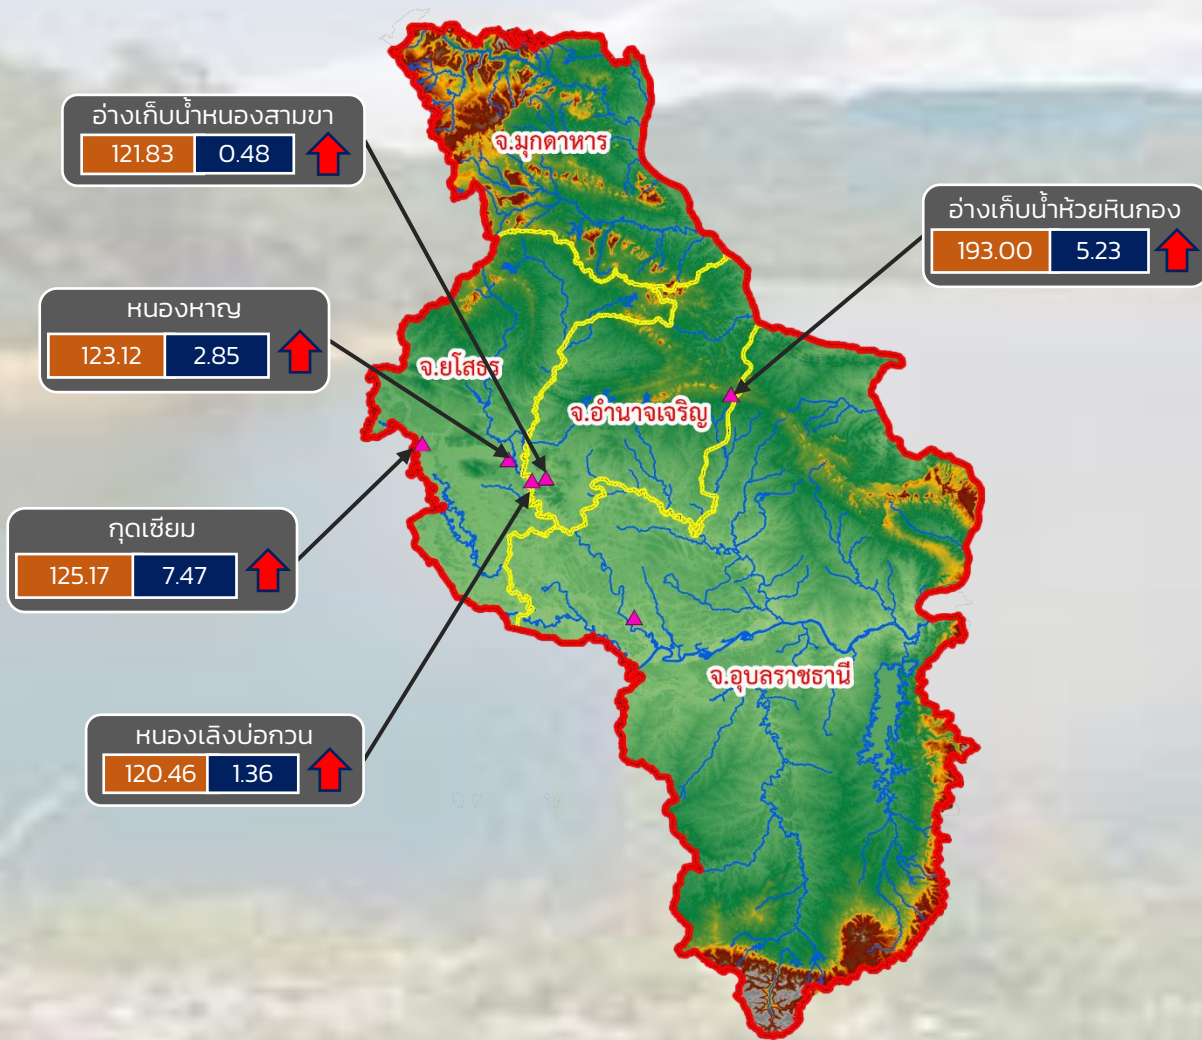 อ่างเก็บน้ำหนองสามขา
121.83 0.48
จ.มุกดาหาร
อ่างเก็บน้ำห้วยหินกอง
193.00 5.23
หนองหาญ
123.12 2.85
จ.ยโสธร
จ.อำนาจเจริญ
กุดเซียม
125.17 7.47
จ.อุบลราชธานี
หนองเลิงบ่อกวน
120.46 1.36